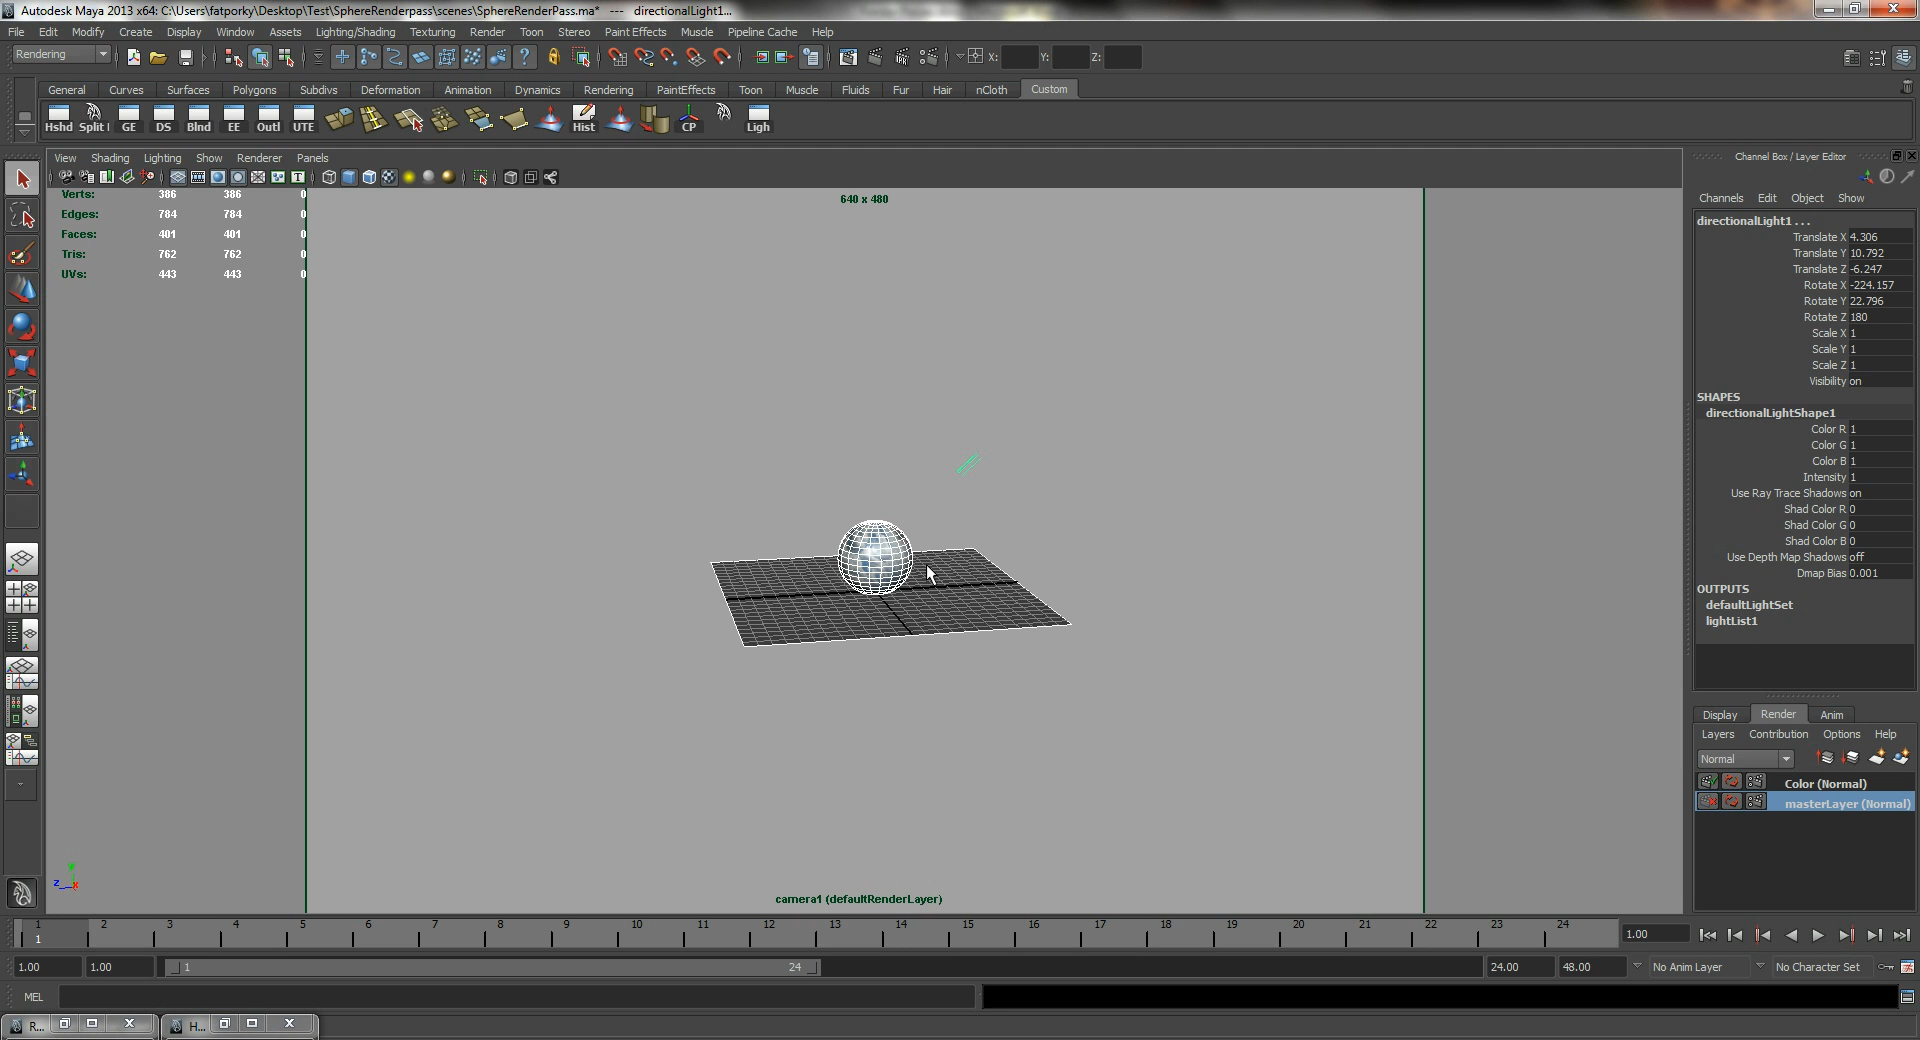 Autodesk Maya 2013 x64: C:\Users\fatporky\Desktop\Test\SphereRenderpass\scenes\SphereRenderPass.ma* --- directionalLight1...
File Edit Modify Create Display Window Assets Lighting/Shading Texturing Render Toon Stereo Paint Effects Muscle Pipeline Cache Help
Rendering X: Y: Z:
General Curves Surfaces Polygons Subdivs Deformation Animation Dynamics Rendering PaintEffects Toon Muscle Fluids Fur Hair nCloth Custom
Hshd Split GE DS Blnd EE Outl UTE Hist CP Ligh
View Shading Lighting Show Renderer Panels
Verts: 386 386 0
Edges: 784 784 0
Faces: 401 401 0
Tris: 762 762 0
UVs: 443 443 0
640 x 480
camera1 (defaultRenderLayer)
Y
Z X
Channel Box / Layer Editor
Channels Edit Object Show
directionalLight1 . . .
Translate X 4.306
Translate Y 10.792
Translate Z -6.247
Rotate X -224.157
Rotate Y 22.796
Rotate Z 180
Scale X 1
Scale Y 1
Scale Z 1
Visibility on
SHAPES
directionalLightShape1
Color R 1
Color G 1
Color B 1
Intensity 1
Use Ray Trace Shadows on
Shad Color R 0
Shad Color G 0
Shad Color B 0
Use Depth Map Shadows off
Dmap Bias 0.001
OUTPUTS
defaultLightSet
lightList1
Display Render Anim
Layers Contribution Options Help
Normal
Color (Normal)
masterLayer (Normal)
1 2 3 4 5 6 7 8 9 10 11 12 13 14 15 16 17 18 19 20 21 22 23 24
1
1.00
1.00 1.00 1 24 24.00 48.00 No Anim Layer No Character Set
MEL
R... H...